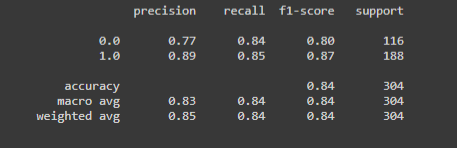 precision recall f1-score support
0.0 0.77 0.84 0.80 116
1.0 0.89 0.85 0.87 188
accuracy 0.84 304
macro avg 0.83 0.84 0.84 304
weighted avg 0.85 0.84 0.84 304